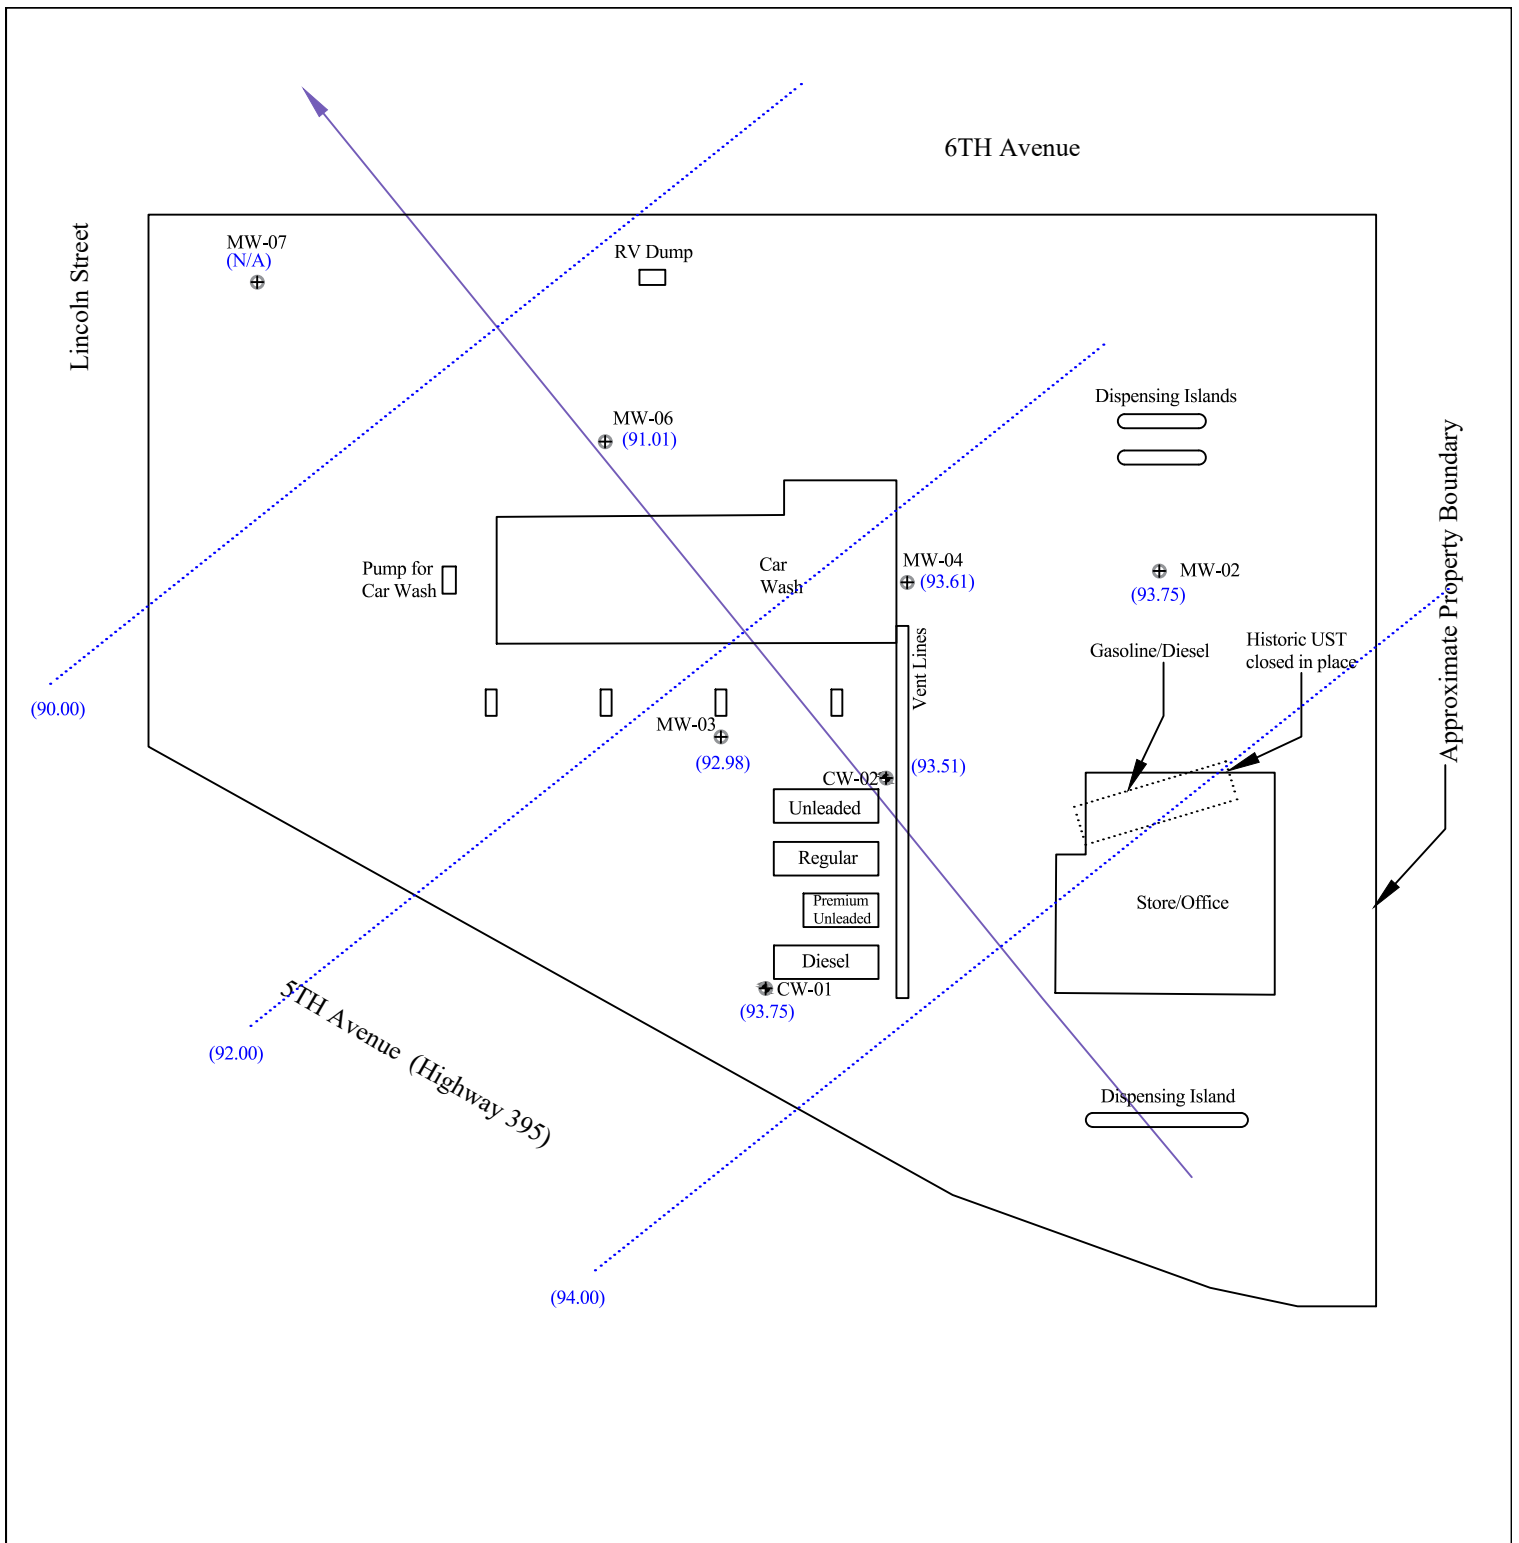 6TH Avenue
Lincoln Street
MW-07
(N/A)
RV Dump
Dispensing Islands
MW-06
(91.01)
Approximate Property Boundary
Pump for
Car Wash
Car
Wash
MW-04
(93.61)
MW-02
(93.75)
Vent Lines
Gasoline/Diesel
Historic UST
closed in place
(90.00)
MW-03
(92.98)
CW-02
(93.51)
Unleaded
Regular
Premium
Unleaded
Store/Office
Diesel
CW-01
(93.75)
5TH Avenue (Highway 395)
(92.00)
Dispensing Island
(94.00)